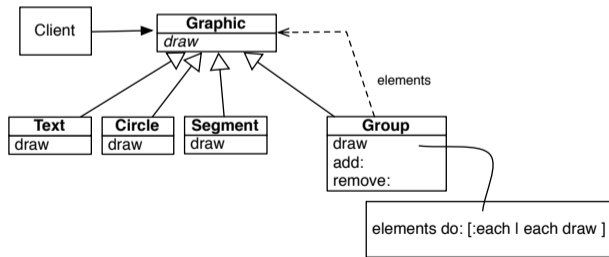 Client
Graphic
draw
elements
Text
draw
Circle
draw
Segment
draw
Group
draw
add:
remove:
elements do: [:each | each draw ]